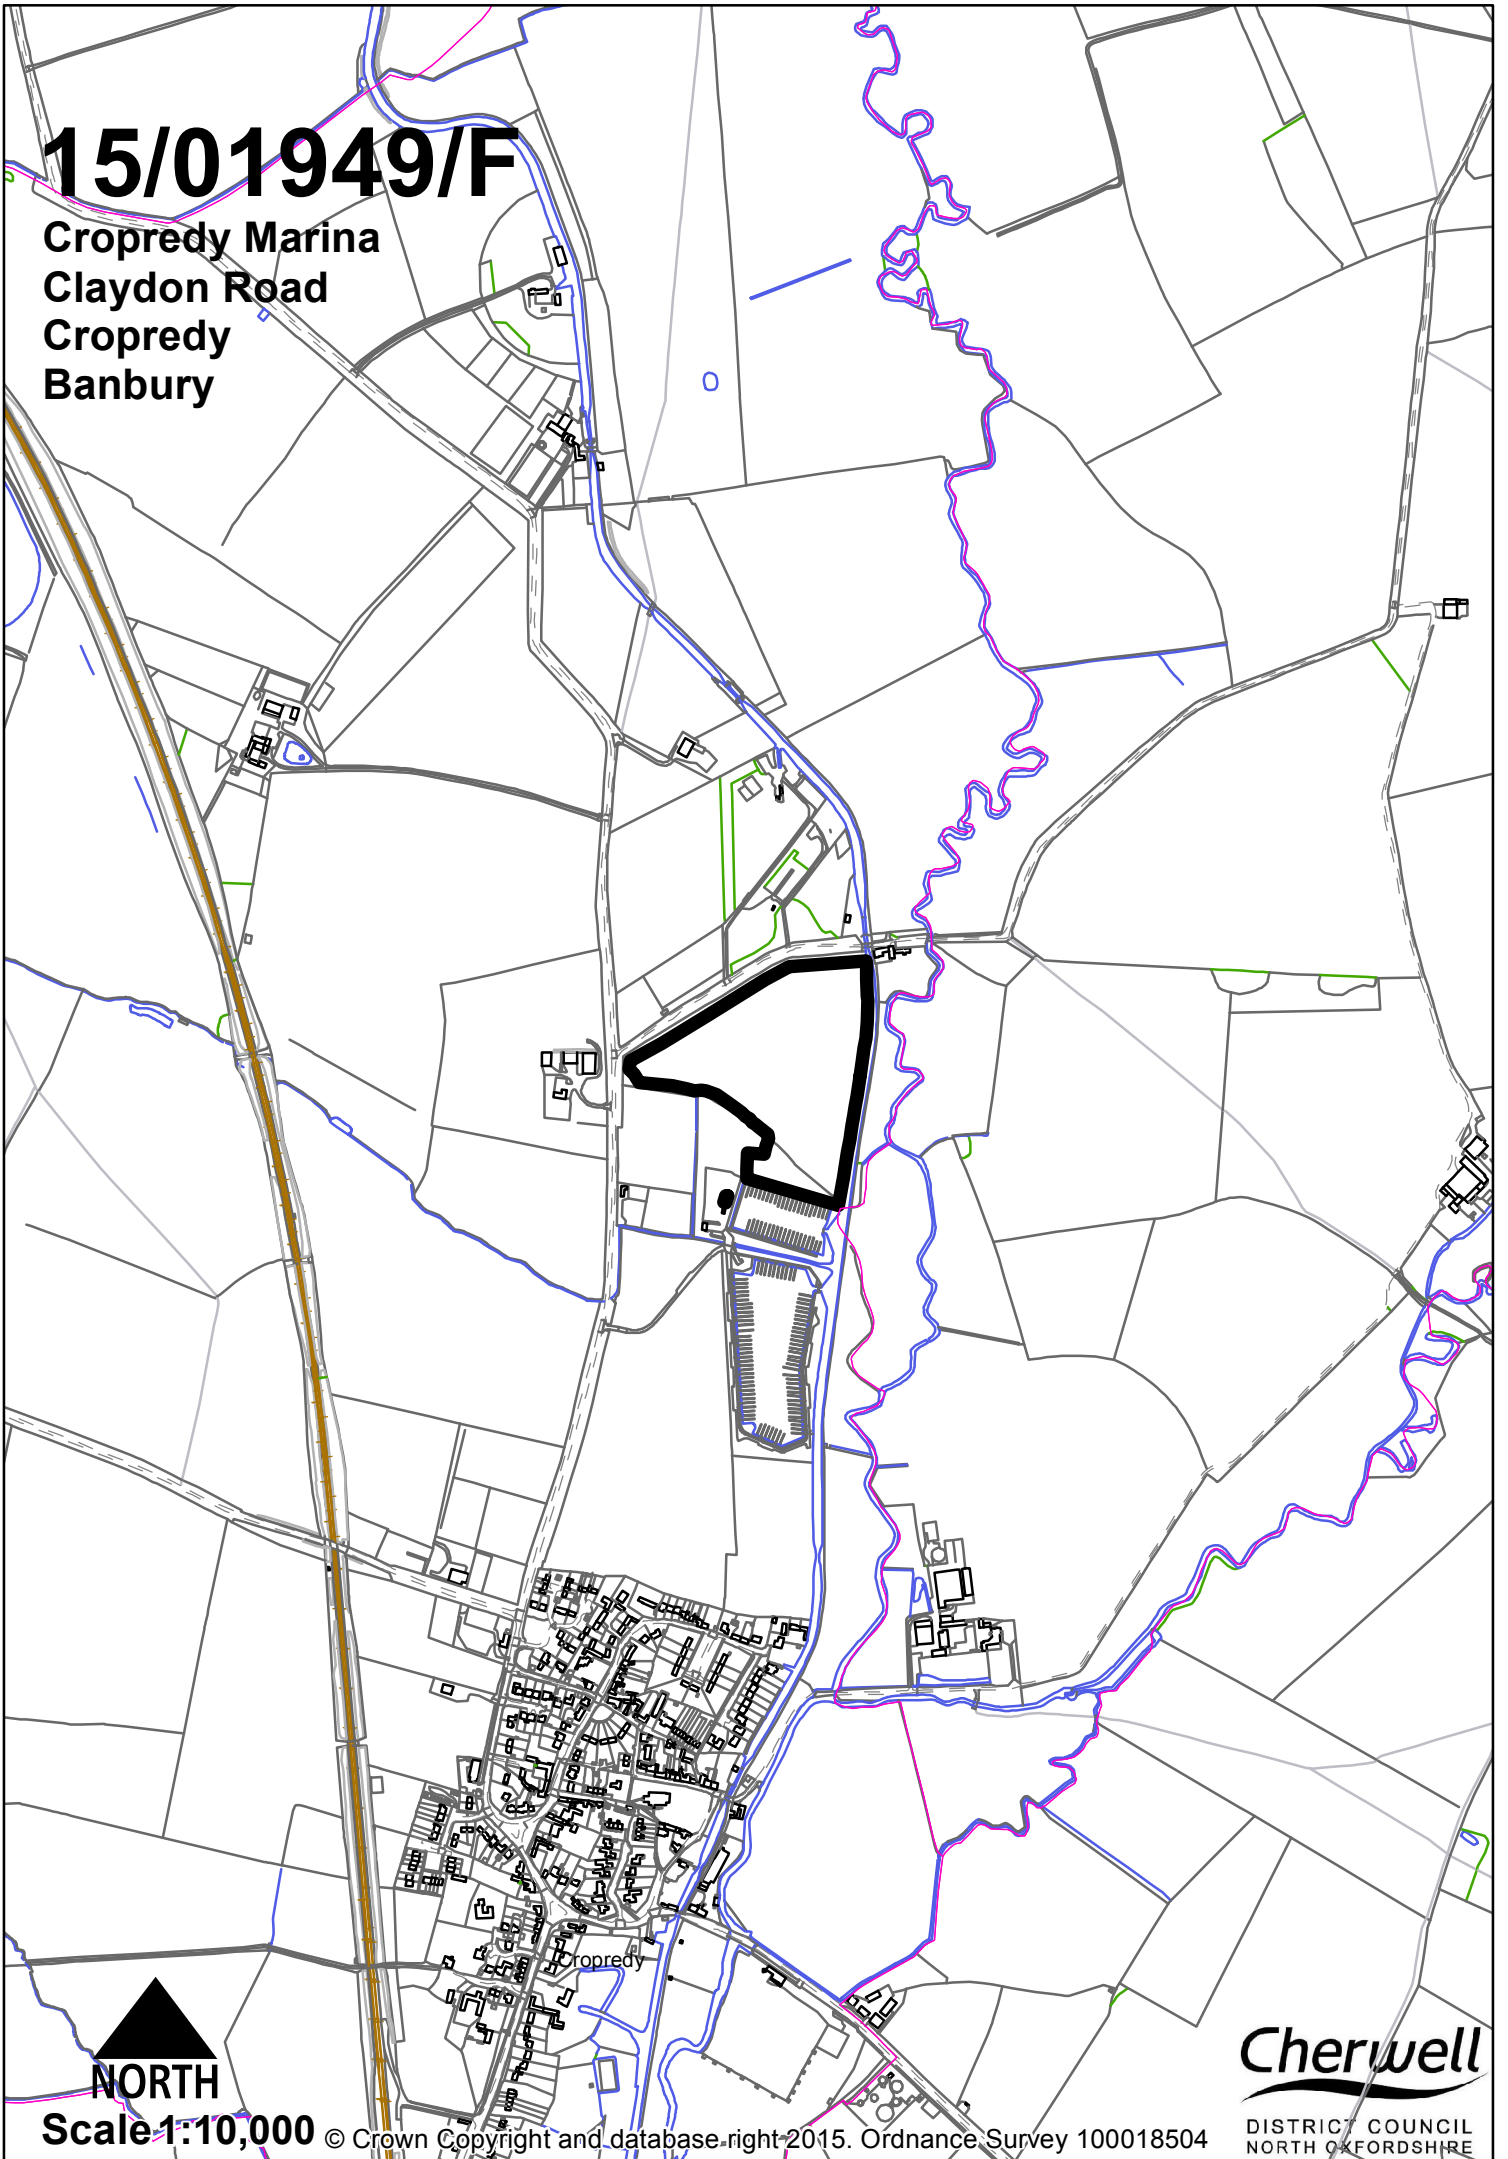 15/01949/F
Cropredy Marina
Claydon Road
Cropredy
Banbury
Cropredy
NORTH
Scale 1:10,000
© Crown Copyright and database right 2015. Ordnance Survey 100018504
Cherwell
DISTRICT COUNCIL
NORTH OXFORDSHIRE